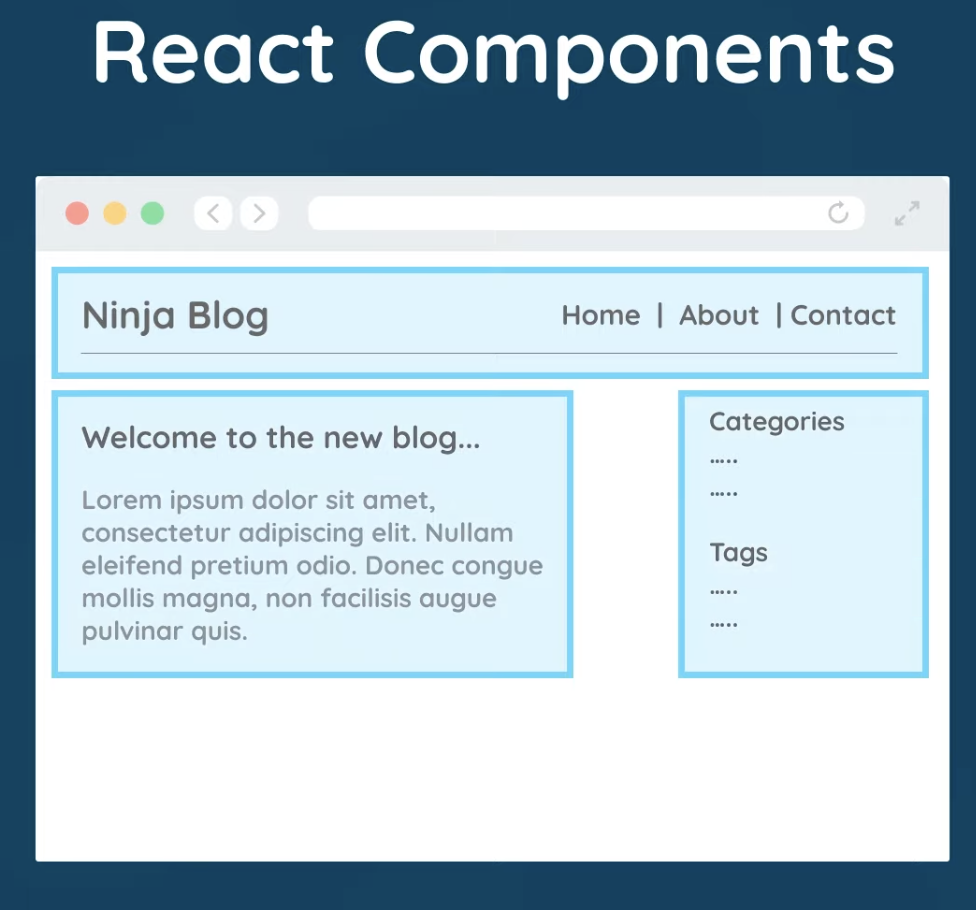 React Components
Ninja Blog
Home | About | Contact
Welcome to the new blog...
Lorem ipsum dolor sit amet,
consectetur adipiscing elit. Nullam
eleifend pretium odio. Donec congue
mollis magna, non facilisis augue
pulvinar quis.
Categories
.....
.....
Tags
.....
.....